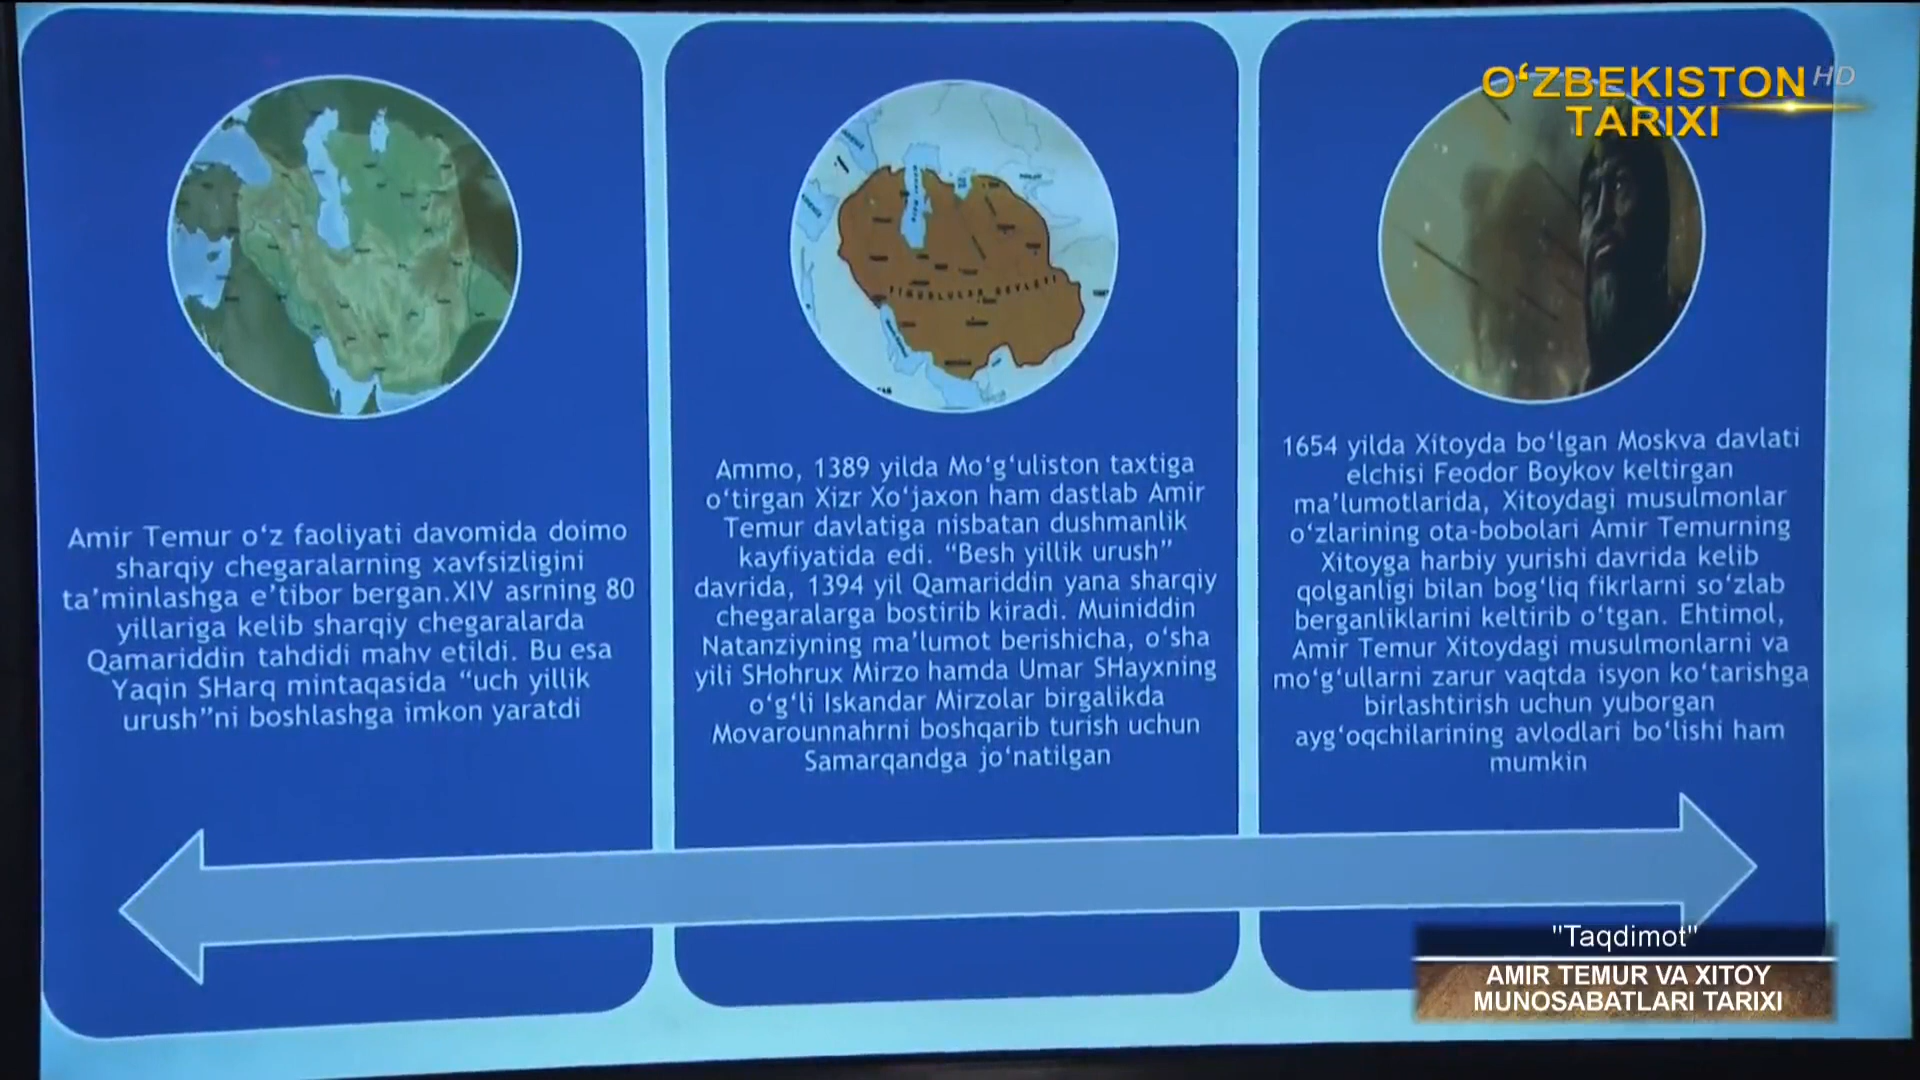 O‘ZBEKISTON HD
TARIXI
Amir Temur o‘z faoliyati davomida doimo
sharqiy chegaralarning xavfsizligini
ta’minlashga e’tibor bergan.XIV asrning 80
yillariga kelib sharqiy chegaralarda
Qamariddin tahdidi mahv etildi. Bu esa
Yaqin SHarq mintaqasida “uch yillik
urush”ni boshlashga imkon yaratdi
Ammo, 1389 yilda Mo‘g‘uliston taxtiga
o‘tirgan Xizr Xo‘jaxon ham dastlab Amir
Temur davlatiga nisbatan dushmanlik
kayfiyatida edi. “Besh yillik urush”
davrida, 1394 yil Qamariddin yana sharqiy
chegaralarga bostirib kiradi. Muiniddin
Natanziyning ma’lumot berishicha, o‘sha
yili SHohrux Mirzo hamda Umar SHayxning
o‘g‘li Iskandar Mirzolar birgalikda
Movarounnahrni boshqarib turish uchun
Samarqandga jo‘natilgan
1654 yilda Xitoyda bo‘lgan Moskva davlati
elchisi Feodor Boykov keltirgan
ma’lumotlarida, Xitoydagi musulmonlar
o‘zlarining ota-bobolari Amir Temurning
Xitoyga harbiy yurishi davrida kelib
qolganligi bilan bog‘liq fikrlarni so‘zlab
berganliklarini keltirib o‘tgan. Ehtimol,
Amir Temur Xitoydagi musulmonlarni va
mo‘g‘ullarni zarur vaqtda isyon ko‘tarishga
birlashtirish uchun yuborgan
ayg‘oqchilarining avlodlari bo‘lishi ham
mumkin
"Taqdimot"
AMIR TEMUR VA XITOY
MUNOSABATLARI TARIXI